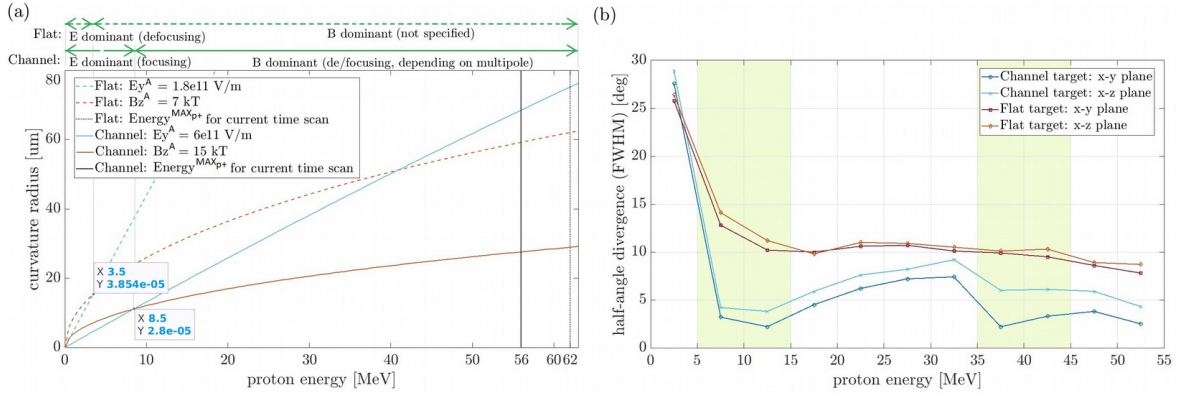 (a)
Flat: E dominant (defocusing) B dominant (not specified)
Channel: E dominant (focusing) B dominant (de/focusing, depending on multipole)
Flat: Ey^A = 1.8e11 V/m
Flat: Bz^A = 7 kT
Flat: Energy^MAX p+ for current time scan
Channel: Ey^A = 6e11 V/m
Channel: Bz^A = 15 kT
Channel: Energy^MAX p+ for current time scan
80
60
40
20
0
curvature radius [um]
X 3.5
Y 3.854e-05
X 8.5
Y 2.8e-05
0 10 20 30 40 50 56 60 62
proton energy [MeV]
(b)
Channel target: x-y plane
Channel target: x-z plane
Flat target: x-y plane
Flat target: x-z plane
30
25
20
15
10
5
0
half-angle divergence (FWHM) [deg]
0 5 10 15 20 25 30 35 40 45 50 55
proton energy [MeV]